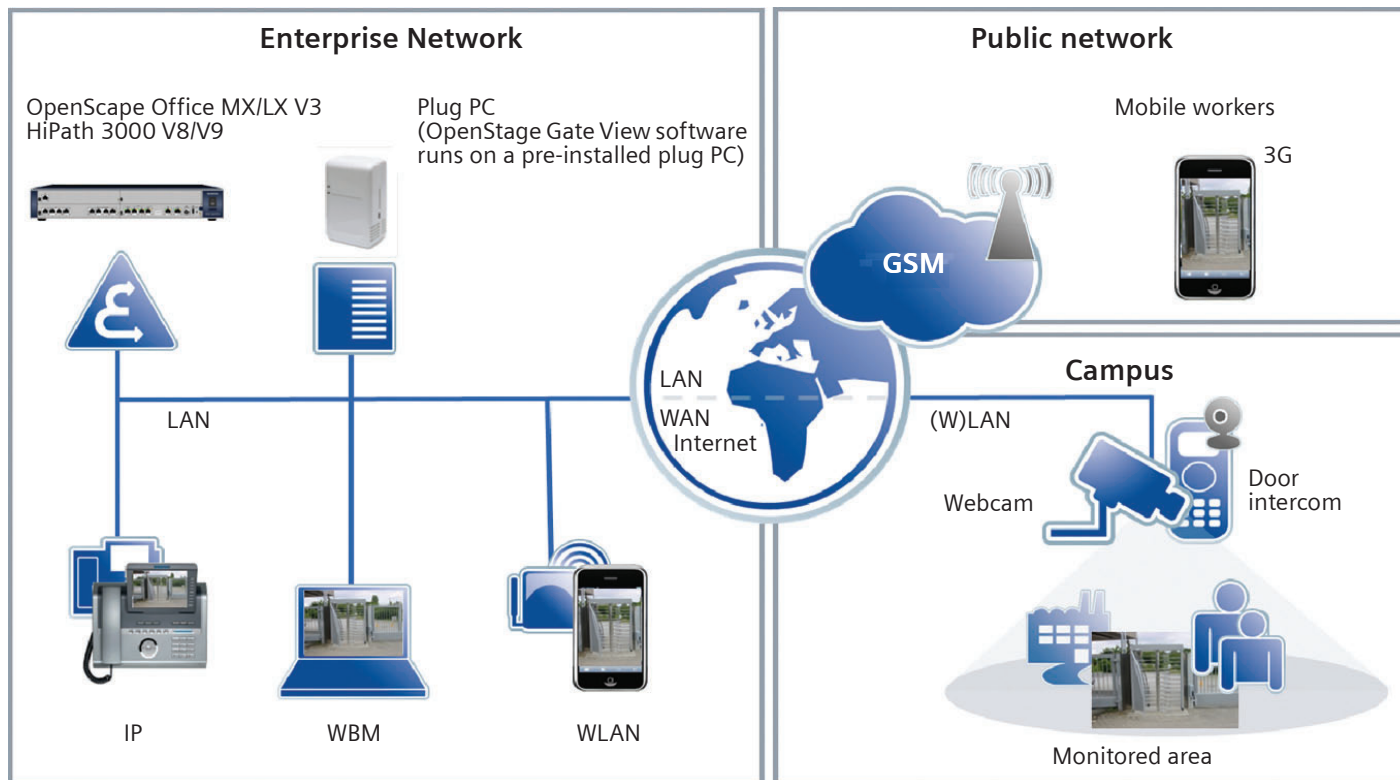 Enterprise Network
OpenScape Office MX/LX V3
HiPath 3000 V8/V9
Plug PC
(OpenStage Gate View software
runs on a pre-installed plug PC)
LAN
IP
WBM
WLAN
LAN
WAN
Internet
Public network
Mobile workers
3G
GSM
Campus
(W)LAN
Webcam
Door
intercom
Monitored area